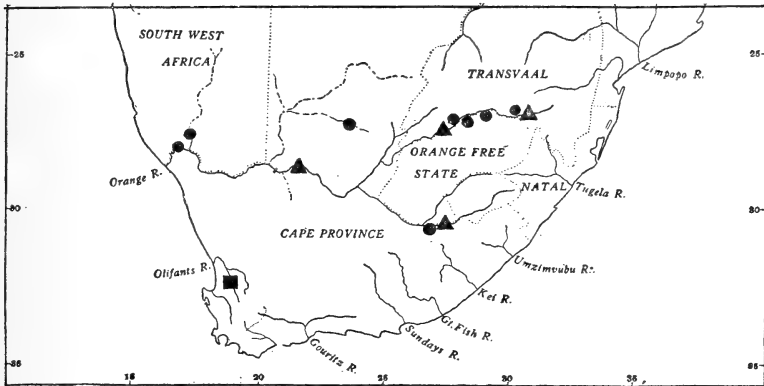 SOUTH WEST
AFRICA
25
25
TRANSVAAL
Limpopo R.
ORANGE FREE
STATE
Orange R.
NATAL
Tugela R.
30
30
CAPE PROVINCE
Olifants R.
Umzimvubu R.
Kei R.
Gt. Fish R.
Sundays R.
Gouritz R.
35
35
15
20
25
30
35